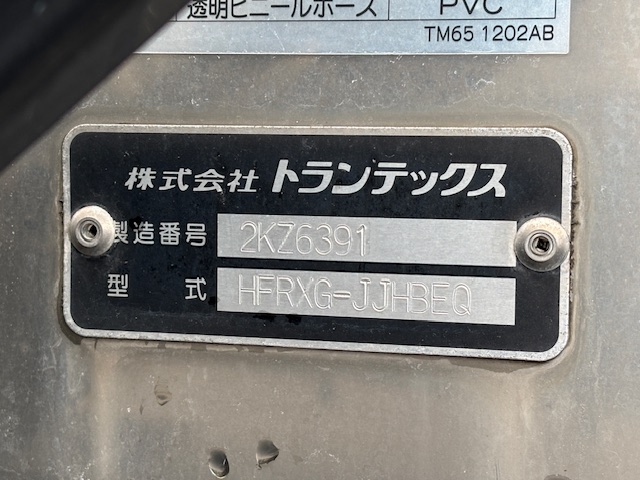 透明ビニールホース PVC
TM65 1202AB
株式会社 トランテックス
製造番号 2KZ6391
型 式 HFRXG-JJHBEQ